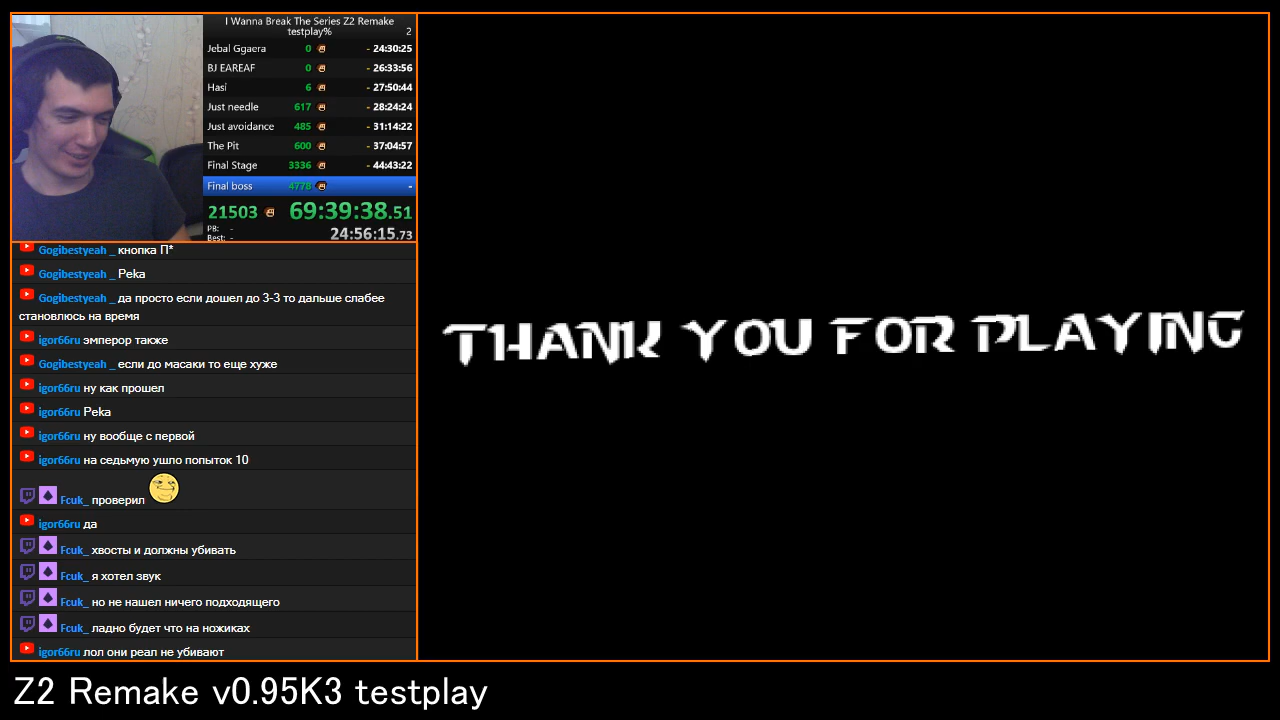 I Wanna Break The Series Z2 Remake
testplay% 2
Jebal Ggaera 0 - 24:30:25
BJ EAREAF 0 - 26:33:56
Hasi 6 - 27:50:44
Just needle 617 - 28:24:24
Just avoidance 485 - 31:14:22
The Pit 600 - 37:04:57
Final Stage 3336 - 44:43:22
Final boss 4778 -
21503 69:39:38.51
PB: -
Best: - 24:56:15.73
Gogibestyeah_ кнопка П*
Gogibestyeah_ Peka
Gogibestyeah_ да просто если дошел до 3-3 то дальше слабее
становлюсь на время
igor66ru эмперор также
Gogibestyeah_ если до масаки то еще хуже
igor66ru ну как прошел
igor66ru Peka
igor66ru ну вообще с первой
igor66ru на седьмую ушло попыток 10
Fcuk_ проверил
igor66ru да
Fcuk_ хвосты и должны убивать
Fcuk_ я хотел звук
Fcuk_ но не нашел ничего подходящего
Fcuk_ ладно будет что на ножиках
igor66ru лол они реал не убивают
THANK YOU FOR PLAYING
Z2 Remake v0.95K3 testplay